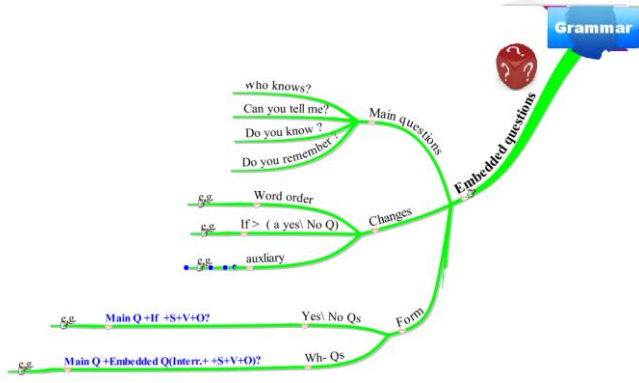 Grammar
Embedded questions
Main questions
who knows?
Can you tell me?
Do you know ?
Do you remember ?
Changes
Word order
e.g
If > ( a yes\ No Q)
e.g
auxliary
e.g
Form
Yes\ No Qs
Main Q +If +S+V+O?
e.g
Wh- Qs
Main Q +Embedded Q(Interr.+ +S+V+O)?
e.g